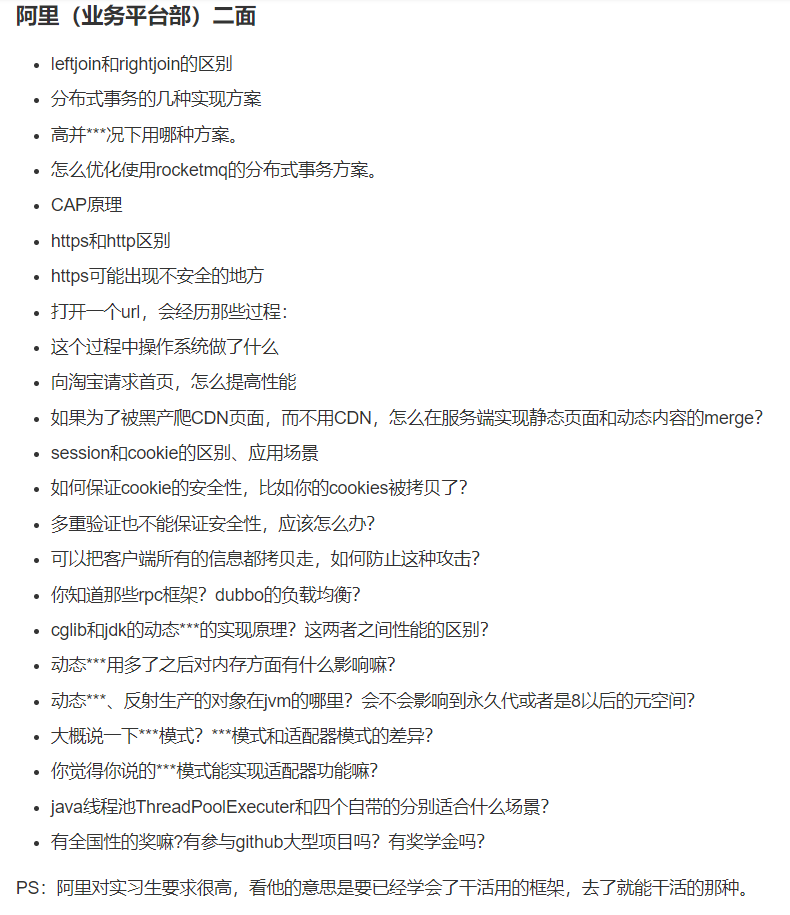 阿里（业务平台部）二面
leftjoin和rightjoin的区别
分布式事务的几种实现方案
高并***况下用哪种方案。
怎么优化使用rocketmq的分布式事务方案。
CAP原理
https和http区别
https可能出现不安全的地方
打开一个url，会经历那些过程：
这个过程中操作系统做了什么
向淘宝请求首页，怎么提高性能
如果为了被黑产爬CDN页面，而不用CDN，怎么在服务端实现静态页面和动态内容的merge？
session和cookie的区别、应用场景
如何保证cookie的安全性，比如你的cookies被拷贝了？
多重验证也不能保证安全性，应该怎么办？
可以把客户端所有的信息都拷贝走，如何防止这种攻击？
你知道那些rpc框架？dubbo的负载均衡？
cglib和jdk的动态***的实现原理？这两者之间性能的区别？
动态***用多了之后对内存方面有什么影响嘛？
动态***、反射生产的对象在jvm的哪里？会不会影响到永久代或者是8以后的元空间？
大概说一下***模式？***模式和适配器模式的差异？
你觉得你说的***模式能实现适配器功能嘛？
java线程池ThreadPoolExecuter和四个自带的分别适合什么场景？
有全国性的奖嘛?有参与github大型项目吗？有奖学金吗？
PS：阿里对实习生要求很高，看他的意思是要已经学会了干活用的框架，去了就能干活的那种。